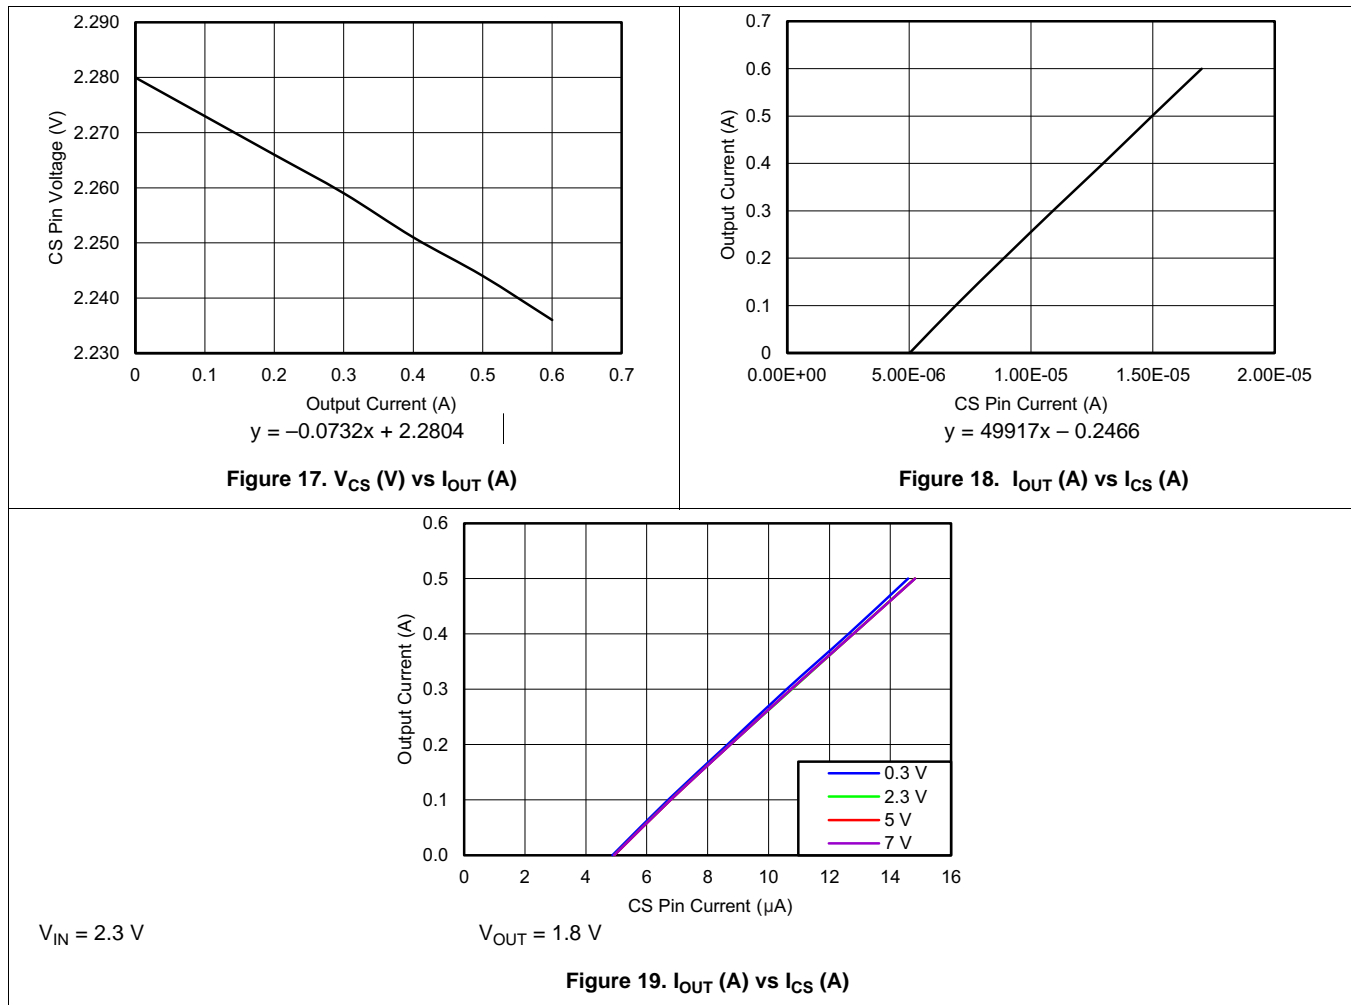 2.290
2.280
2.270
2.260
2.250
2.240
2.230
CS Pin Voltage (V)
0 0.1 0.2 0.3 0.4 0.5 0.6 0.7
Output Current (A)
y = –0.0732x + 2.2804
Figure 17. VCS (V) vs IOUT (A)
0.7
0.6
0.5
0.4
0.3
0.2
0.1
0
Output Current (A)
0.00E+00 5.00E-06 1.00E-05 1.50E-05 2.00E-05
CS Pin Current (A)
y = 49917x – 0.2466
Figure 18. IOUT (A) vs ICS (A)
0.6
0.5
0.4
0.3
0.2
0.1
0.0
Output Current (A)
0.3 V
2.3 V
5 V
7 V
0 2 4 6 8 10 12 14 16
CS Pin Current (µA)
VIN = 2.3 V
VOUT = 1.8 V
Figure 19. IOUT (A) vs ICS (A)